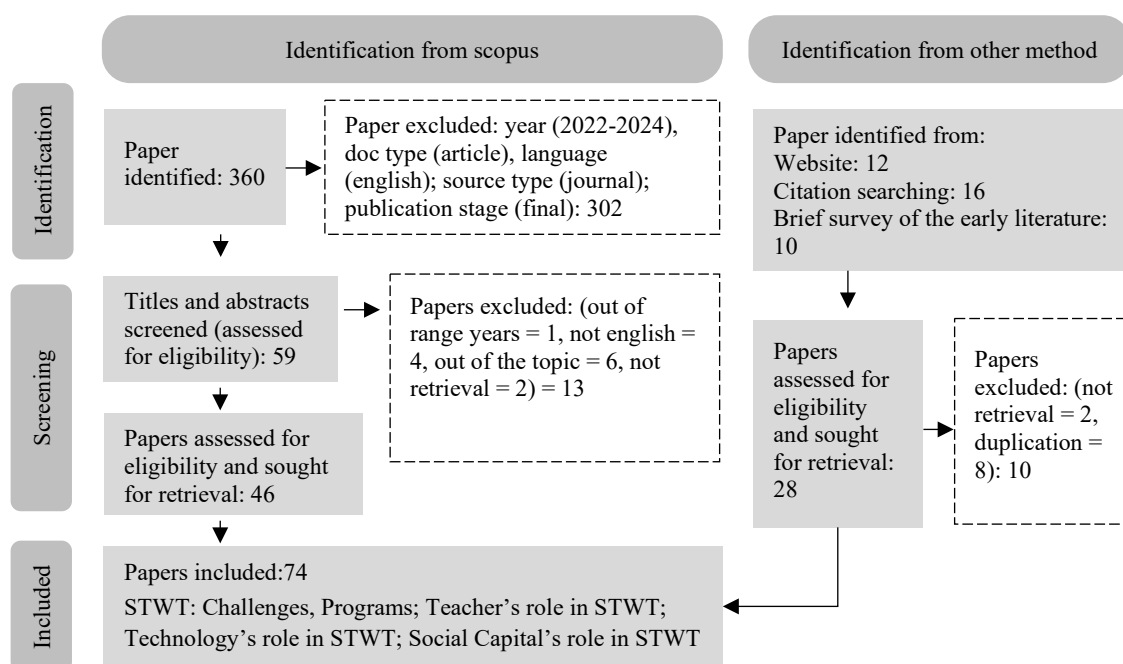 Identification from scopus
Identification from other method
Identification
Paper
identified: 360
Paper excluded: year (2022-2024),
doc type (article), language
(english); source type (journal);
publication stage (final): 302
Paper identified from:
Website: 12
Citation searching: 16
Brief survey of the early literature:
10
Screening
Titles and abstracts
screened (assessed
for eligibility): 59
Papers excluded: (out of
range years = 1, not english =
4, out of the topic = 6, not
retrieval = 2) = 13
Papers assessed for
eligibility and sought
for retrieval: 46
Papers
assessed for
eligibility
and sought
for retrieval:
28
Papers
excluded: (not
retrieval = 2,
duplication =
8): 10
Included
Papers included:74
STWT: Challenges, Programs; Teacher’s role in STWT;
Technology’s role in STWT; Social Capital’s role in STWT